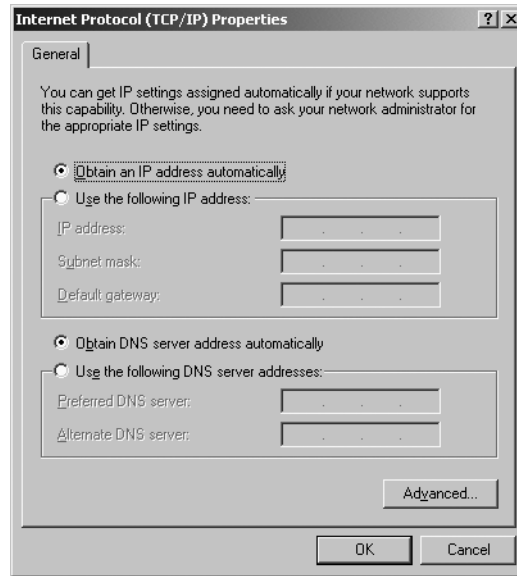 Internet Protocol (TCP/IP) Properties
General
You can get IP settings assigned automatically if your network supports
this capability. Otherwise, you need to ask your network administrator for
the appropriate IP settings.
Obtain an IP address automatically
Use the following IP address:
IP address:
Subnet mask:
Default gateway:
Obtain DNS server address automatically
Use the following DNS server addresses:
Preferred DNS server:
Alternate DNS server:
Advanced...
OK Cancel